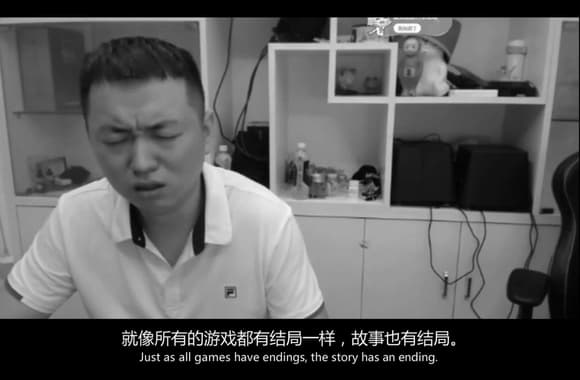 就像所有的游戏都有结局一样，故事也有结局。
Just as all games have endings, the story has an ending.